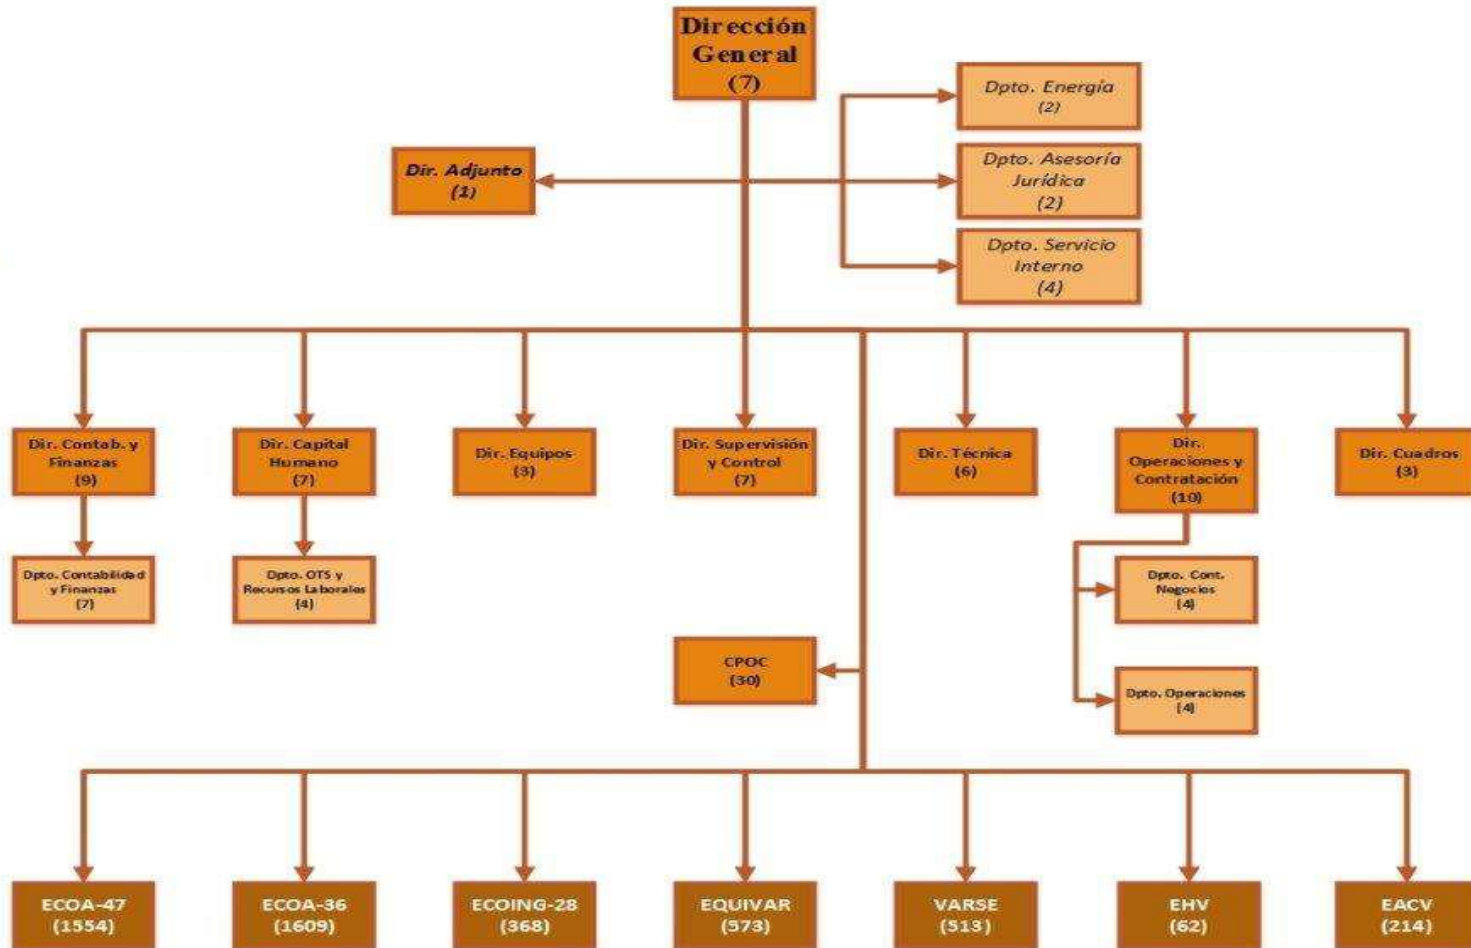 Dirección
General
(7)
Dpto. Energía
(2)
Dir. Adjunto
(1)
Dpto. Asesoría
Jurídica
(2)
Dpto. Servicio
Interno
(4)
Dir. Contab. y
Finanzas
(9)
Dir. Capital
Humano
(7)
Dir. Equipos
(3)
Dir. Supervisión
y Control
(7)
Dir. Técnica
(6)
Dir.
Operaciones y
Contratación
(10)
Dir. Cuadros
(3)
Dpto. Contabilidad
y Finanzas
(7)
Dpto. OTS y
Recursos Laborales
(4)
Dpto. Cont.
Negocios
(4)
CPOC
(30)
Dpto. Operaciones
(4)
ECOA-47
(1554)
ECOA-36
(1609)
ECOING-28
(368)
EQUIVAR
(573)
VARSE
(513)
EHV
(62)
EACV
(214)